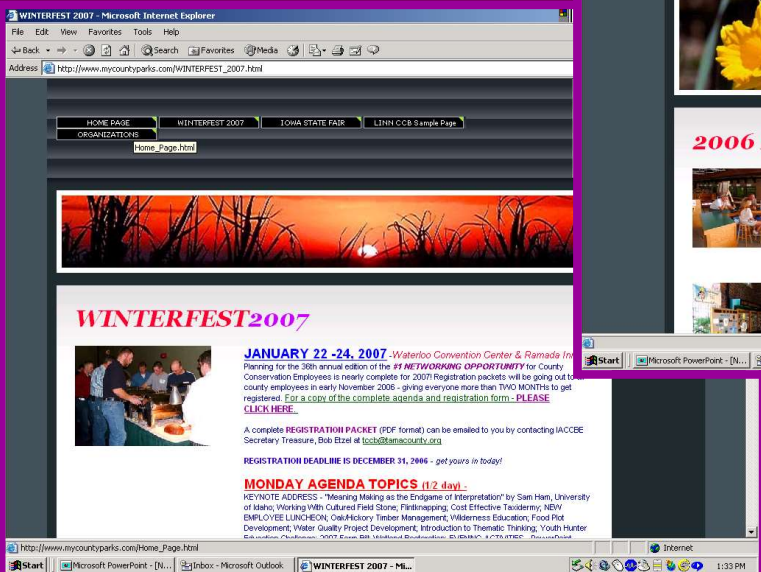 WINTERFEST 2007 - Microsoft Internet Explorer
File Edit View Favorites Tools Help
Back Search Favorites Media
Address http://www.mycountyparks.com/WINTERFEST_2007.html
HOME PAGE WINTERFEST 2007 IOWA STATE FAIR LINN CCB Sample Page
ORGANIZATIONS
Home_Page.html
2006
WINTERFEST2007
JANUARY 22 -24, 2007 -Waterloo Convention Center & Ramada
Planning for the 36th annual edition of the #1 NETWORKING OPPORTUNITY for County
Conservation Employees is nearly complete for 2007! Registration packets will be going out to
county employees in early November 2006 - giving everyone more than TWO MONTHs to get
registered. For a copy of the complete agenda and registration form - PLEASE
CLICK HERE.
A complete REGISTRATION PACKET (PDF format) can be emailed to you by contacting IACCBE
Secretary Treasure, Bob Etzel at tccb@tamacounty.org
REGISTRATION DEADLINE IS DECEMBER 31, 2006 - get yours in today!
MONDAY AGENDA TOPICS (1/2 day) -
KEYNOTE ADDRESS - "Meaning Making as the Endgame of Interpretation" by Sam Ham, University
of Idaho; Working With Cultured Field Stone; Flintknapping; Cost Effective Taxidermy; NEW
EMPLOYEE LUNCHEON; Oak/Hickory Timber Management; Wilderness Education; Food Plot
Development; Water Quality Project Development; Introduction to Thematic Thinking; Youth Hunter
Education Challenge; 2007 Farm Bill; Wetland Restoration; EVENING ACTIVITIES - PowerPoint
http://www.mycountyparks.com/Home_Page.html Internet
Start Microsoft PowerPoint - [N... Inbox - Microsoft Outlook WINTERFEST 2007 - Mi... 1:33 PM
Start Microsoft PowerPoint - [N...